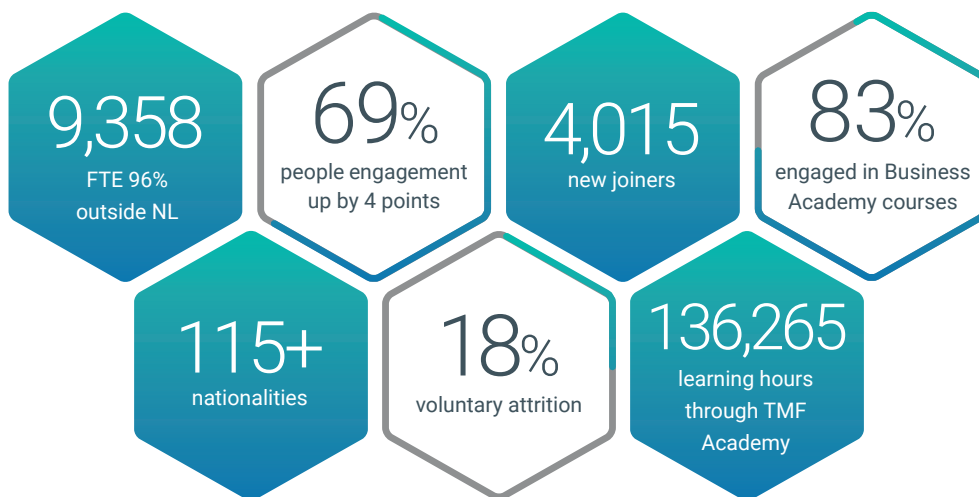 9,358
FTE 96%
outside NL
69%
people engagement
up by 4 points
4,015
new joiners
83%
engaged in Business
Academy courses
115+
nationalities
18%
voluntary attrition
136,265
learning hours
through TMF
Academy